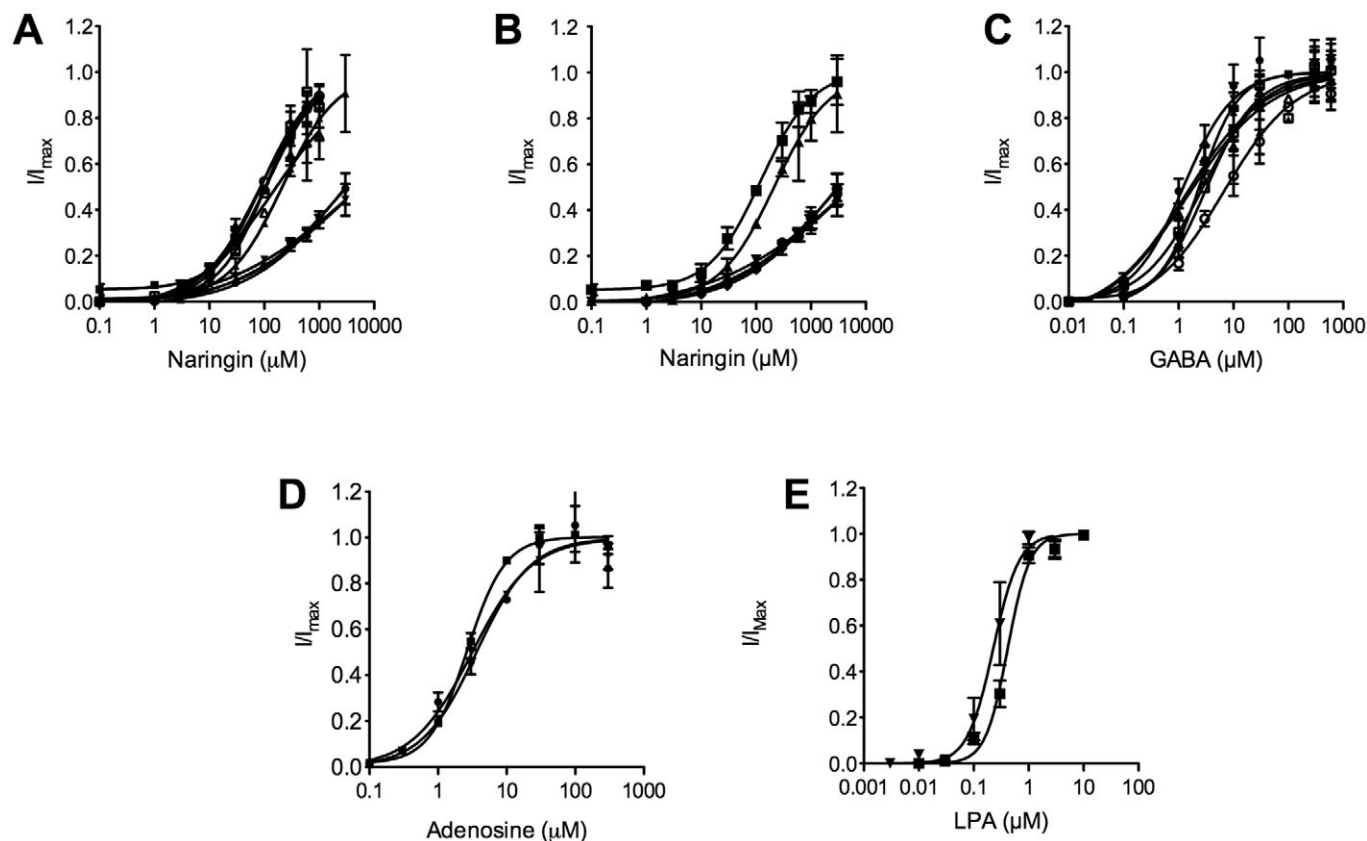 A
1.2
1.0
0.8
0.6
0.4
0.2
0.0
I/Imax
0.1 1 10 100 1000 10000
Naringin (μM)
B
1.2
1.0
0.8
0.6
0.4
0.2
0.0
I/Imax
0.1 1 10 100 1000 10000
Naringin (µM)
C
1.2
1.0
0.8
0.6
0.4
0.2
0.0
I/Imax
0.01 0.1 1 10 100 1000
GABA (µM)
D
1.2
1.0
0.8
0.6
0.4
0.2
0.0
I/Imax
0.1 1 10 100 1000
Adenosine (μM)
E
1.2
1.0
0.8
0.6
0.4
0.2
0.0
I/IMax
0.001 0.01 0.1 1 10 100
LPA (µM)